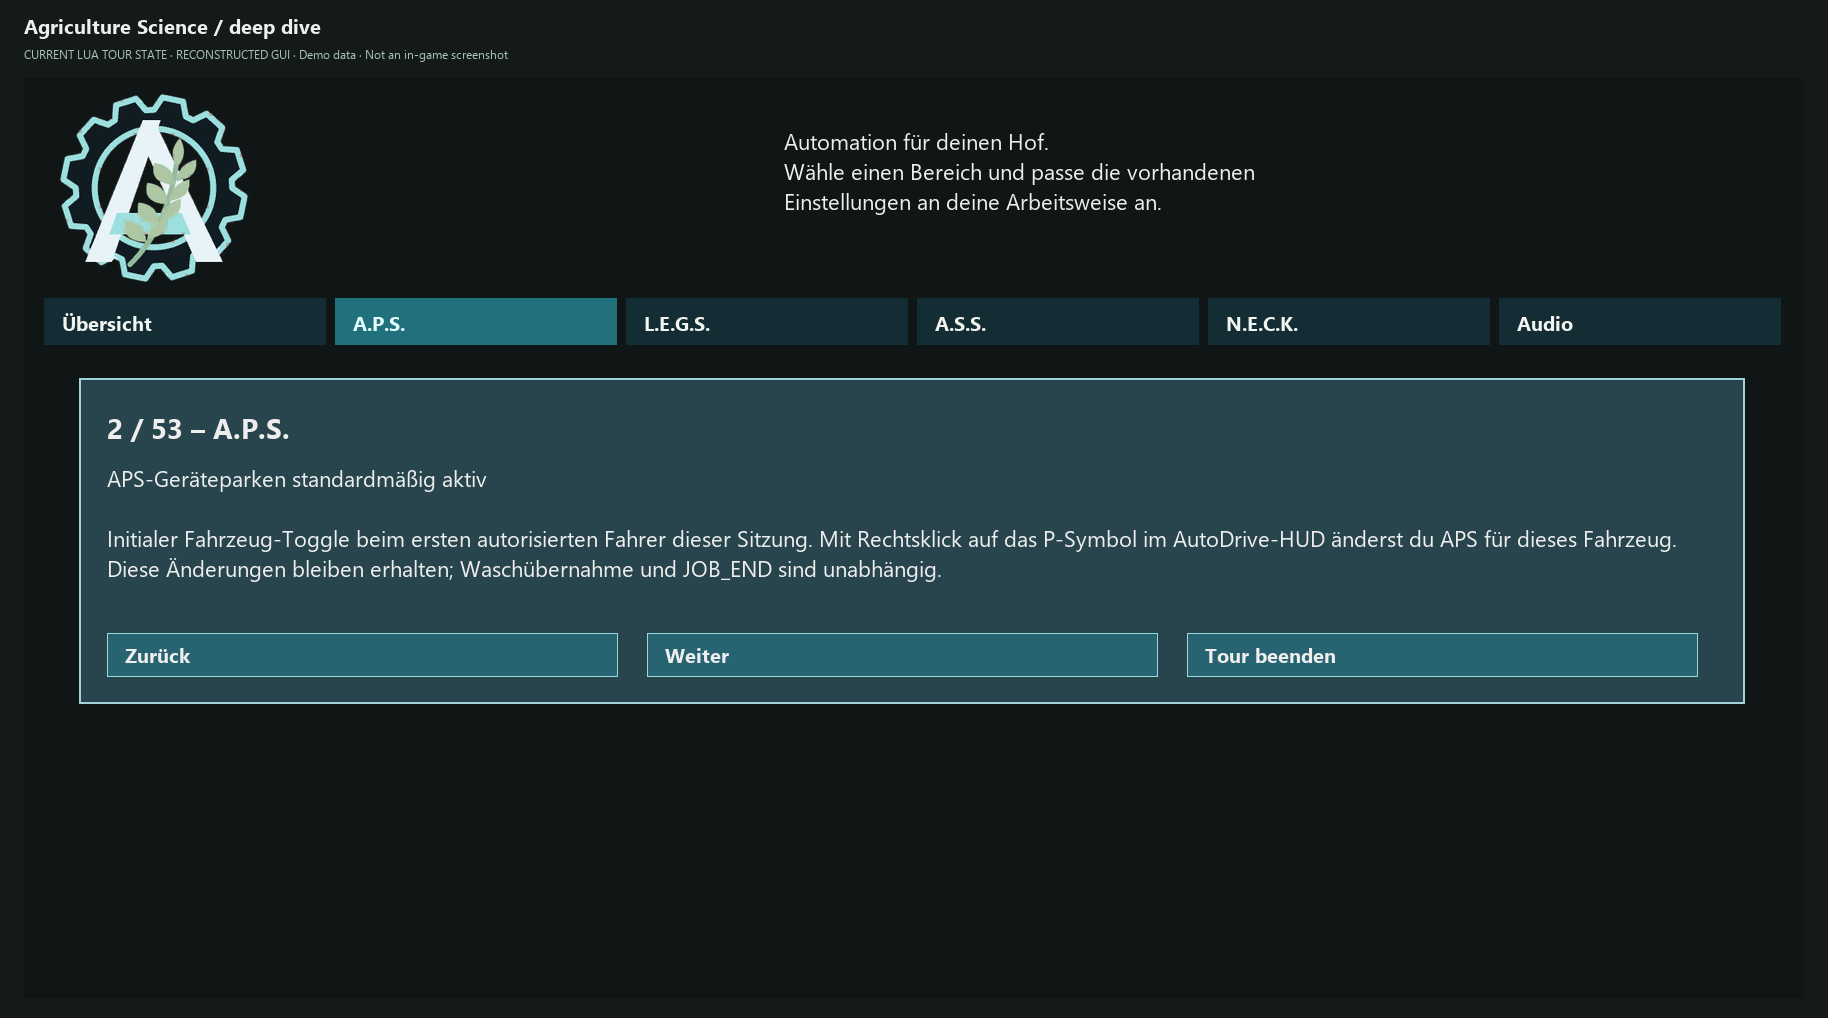 Agriculture Science / deep dive
CURRENT LUA TOUR STATE · RECONSTRUCTED GUI · Demo data · Not an in-game screenshot
Automation für deinen Hof.
Wähle einen Bereich und passe die vorhandenen
Einstellungen an deine Arbeitsweise an.
Übersicht
A.P.S.
L.E.G.S.
A.S.S.
N.E.C.K.
Audio
2 / 53 – A.P.S.
APS-Geräteparken standardmäßig aktiv
Initialer Fahrzeug-Toggle beim ersten autorisierten Fahrer dieser Sitzung. Mit Rechtsklick auf das P-Symbol im AutoDrive-HUD änderst du APS für dieses Fahrzeug.
Diese Änderungen bleiben erhalten; Waschübernahme und JOB_END sind unabhängig.
Zurück
Weiter
Tour beenden